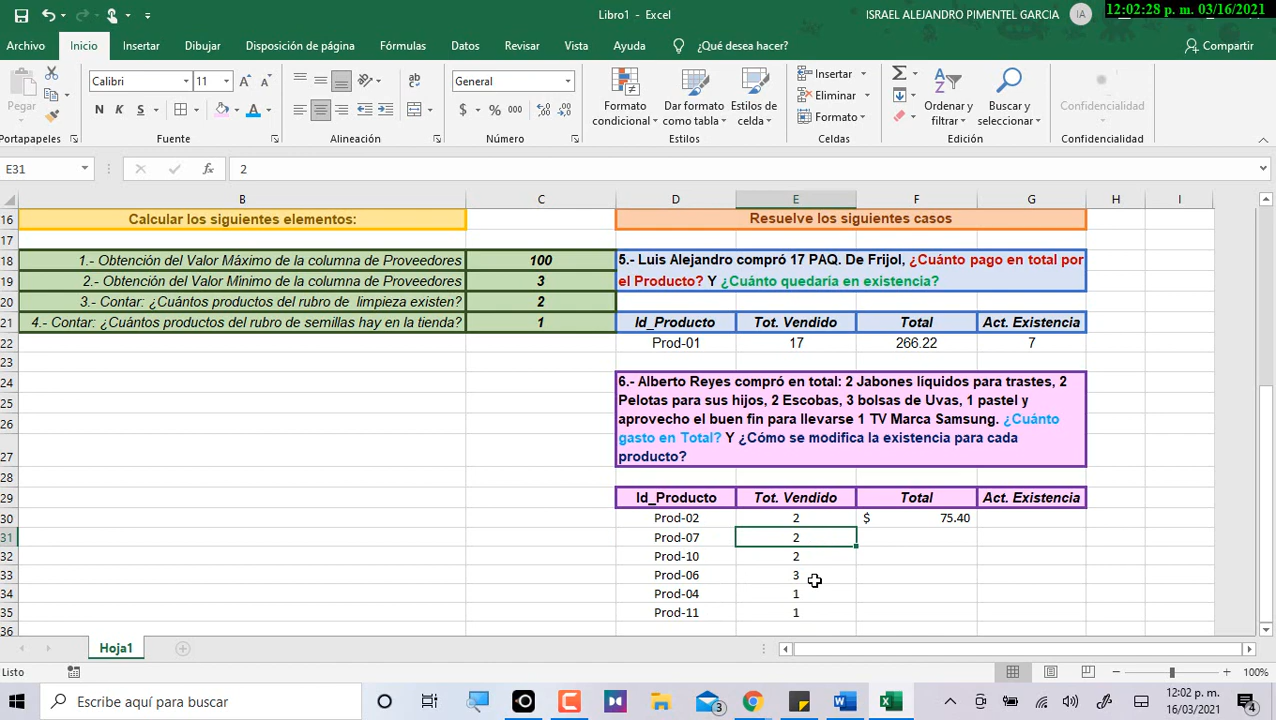 Libro1 - Excel
ISRAEL ALEJANDRO PIMENTEL GARCIA
IA
12:02:28 p. m. 03/16/2021
Archivo
Inicio
Insertar
Dibujar
Disposición de página
Fórmulas
Datos
Revisar
Vista
Ayuda
¿Qué desea hacer?
Compartir
Pegar
Calibri
11
General
Formato condicional
Dar formato como tabla
Estilos de celda
Insertar
Eliminar
Formato
Ordenar y filtrar
Buscar y seleccionar
Confidencialidad
N K S
$ % 000
Portapapeles
Fuente
Alineación
Número
Estilos
Celdas
Edición
Confidencialidad
E31
fx
2
B C D E F G H I
16 Calcular los siguientes elementos: Resuelve los siguientes casos
17
18 1.- Obtención del Valor Máximo de la columna de Proveedores 100 5.- Luis Alejandro compró 17 PAQ. De Frijol, ¿Cuánto pago en total por
19 2.- Obtención del Valor Minimo de la columna de Proveedores 3 el Producto? Y ¿Cuánto quedaría en existencia?
20 3.- Contar: ¿Cuántos productos del rubro de limpieza existen? 2
21 4.- Contar: ¿Cuántos productos del rubro de semillas hay en la tienda? 1 Id_Producto Tot. Vendido Total Act. Existencia
22 Prod-01 17 266.22 7
23
24 6.- Alberto Reyes compró en total: 2 Jabones líquidos para trastes, 2
25 Pelotas para sus hijos, 2 Escobas, 3 bolsas de Uvas, 1 pastel y
26 aprovecho el buen fin para llevarse 1 TV Marca Samsung. ¿Cuánto
gasto en Total? Y ¿Cómo se modifica la existencia para cada
27 producto?
28
29 Id_Producto Tot. Vendido Total Act. Existencia
30 Prod-02 2 $ 75.40
31 Prod-07 2
32 Prod-10 2
33 Prod-06 3
34 Prod-04 1
35 Prod-11 1
36
Hoja1
Listo
100%
Escribe aquí para buscar
3
12:02 p. m.
16/03/2021
4